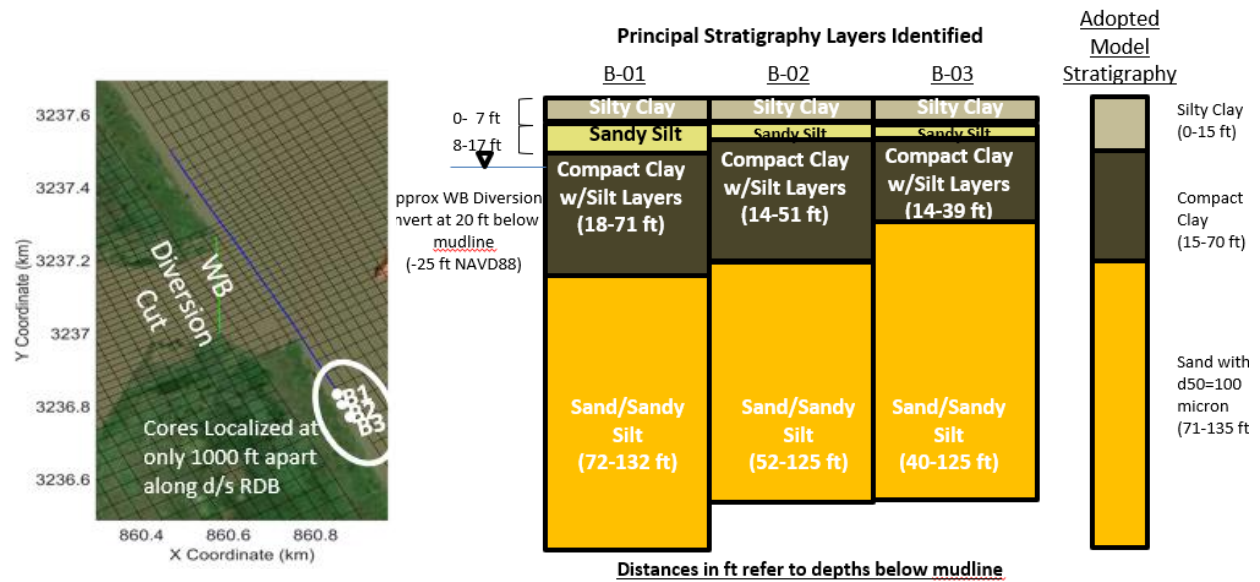 Principal Stratigraphy Layers Identified
Adopted
Model
Stratigraphy
B-01
B-02
B-03
0- 7 ft
8-17 ft
pprox WB Diversion
nvert at 20 ft below
mudline
(-25 ft NAVD88)
Silty Clay
Sandy Silt
Compact Clay
w/Silt Layers
(18-71 ft)
Sand/Sandy
Silt
(72-132 ft)
Silty Clay
Sandy Silt
Compact Clay
w/Silt Layers
(14-51 ft)
Sand/Sandy
Silt
(52-125 ft)
Silty Clay
Sandy Silt
Compact Clay
w/Silt Layers
(14-39 ft)
Sand/Sandy
Silt
(40-125 ft)
Silty Clay
(0-15 ft)
Compact
Clay
(15-70 ft)
Sand with
d50=100
micron
(71-135 ft
Distances in ft refer to depths below mudline
Y Coordinate (km)
3237.6
3237.4
3237.2
3237
3236.8
3236.6
860.4
860.6
860.8
X Coordinate (km)
WB
Diversion
Cut
Cores Localized at
only 1000 ft apart
along d/s RDB